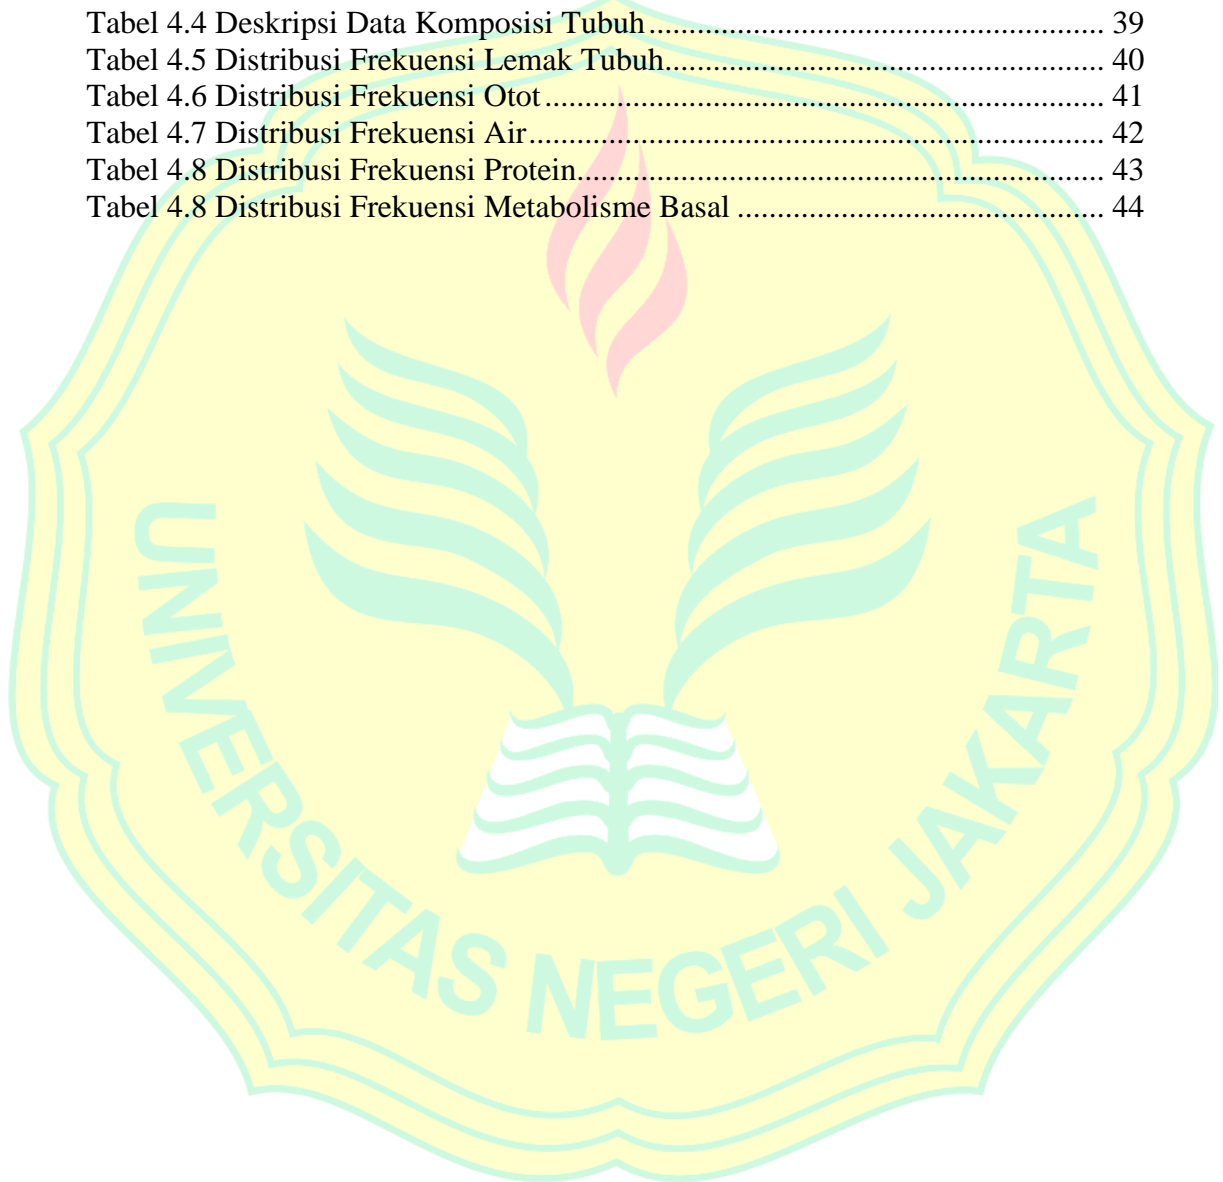 Tabel 4.4 Deskripsi Data Komposisi Tubuh............................................................ 39
Tabel 4.5 Distribusi Frekuensi Lemak Tubuh.......................................................... 40
Tabel 4.6 Distribusi Frekuensi Otot......................................................................... 41
Tabel 4.7 Distribusi Frekuensi Air........................................................................... 42
Tabel 4.8 Distribusi Frekuensi Protein..................................................................... 43
Tabel 4.8 Distribusi Frekuensi Metabolisme Basal ................................................ 44
UNIVERSITAS NEGERI JAKARTA